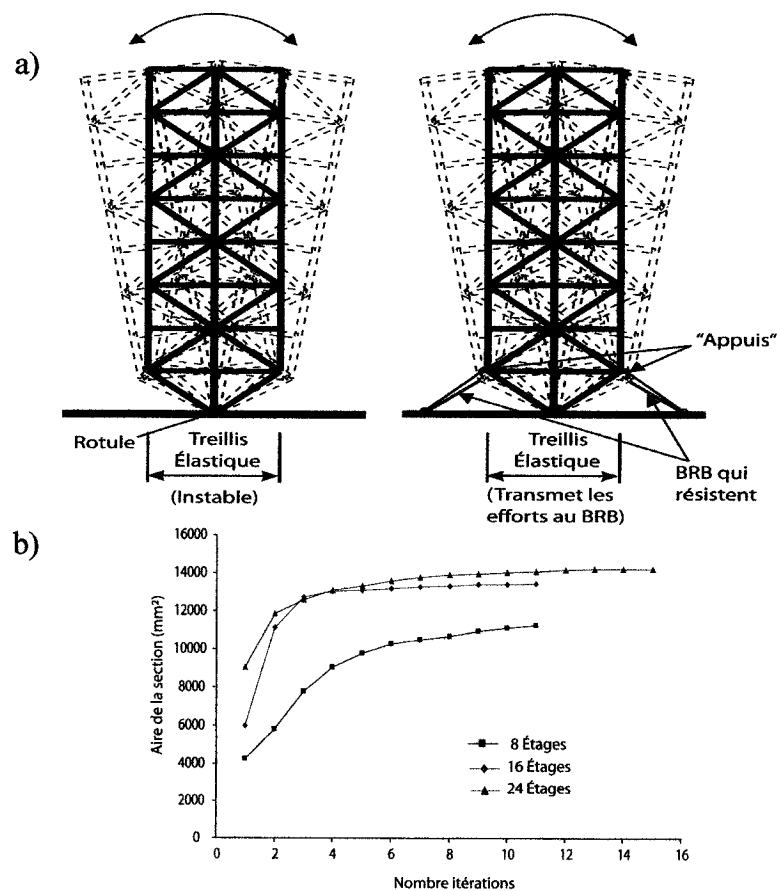 a)
"Appuis"
Rotule
Treillis
Élastique
(Instable)
Treillis
Élastique
(Transmet les
efforts au BRB)
BRB qui
résistent
b)
Aire de la section (mm²)
16000
14000
12000
10000
8000
6000
4000
2000
0
8 Étages
16 Étages
24 Étages
0 2 4 6 8 10 12 14 16
Nombre itérations